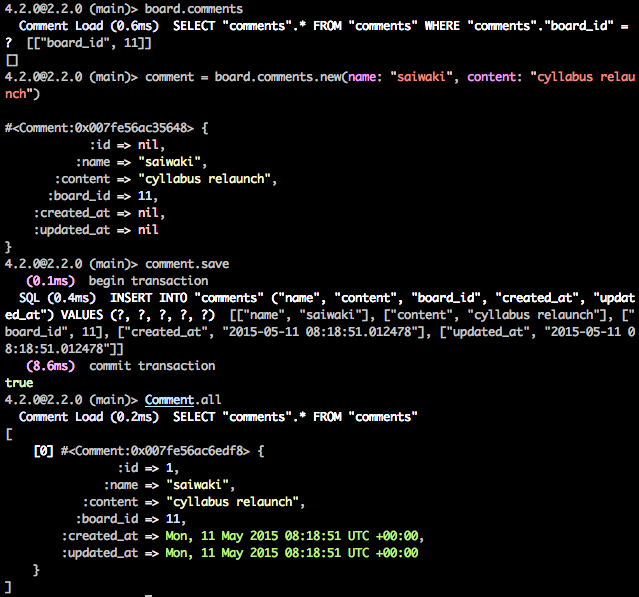 4.2.0@2.2.0 (main)> board.comments
  Comment Load (0.6ms)  SELECT "comments".* FROM "comments" WHERE "comments"."board_id" =
?  [["board_id", 11]]
[]
4.2.0@2.2.0 (main)> comment = board.comments.new(name: "saiwaki", content: "cyllabus relau
nch")

#<Comment:0x007fe56ac35648> {
            :id => nil,
          :name => "saiwaki",
       :content => "cyllabus relaunch",
      :board_id => 11,
    :created_at => nil,
    :updated_at => nil
}
4.2.0@2.2.0 (main)> comment.save
   (0.1ms)  begin transaction
  SQL (0.4ms)  INSERT INTO "comments" ("name", "content", "board_id", "created_at", "updat
ed_at") VALUES (?, ?, ?, ?, ?)  [["name", "saiwaki"], ["content", "cyllabus relaunch"], ["
board_id", 11], ["created_at", "2015-05-11 08:18:51.012478"], ["updated_at", "2015-05-11 0
8:18:51.012478"]]
   (8.6ms)  commit transaction
true
4.2.0@2.2.0 (main)> Comment.all
  Comment Load (0.2ms)  SELECT "comments".* FROM "comments"
[
    [0] #<Comment:0x007fe56ac6edf8> {
                :id => 1,
              :name => "saiwaki",
           :content => "cyllabus relaunch",
          :board_id => 11,
        :created_at => Mon, 11 May 2015 08:18:51 UTC +00:00,
        :updated_at => Mon, 11 May 2015 08:18:51 UTC +00:00
    }
]